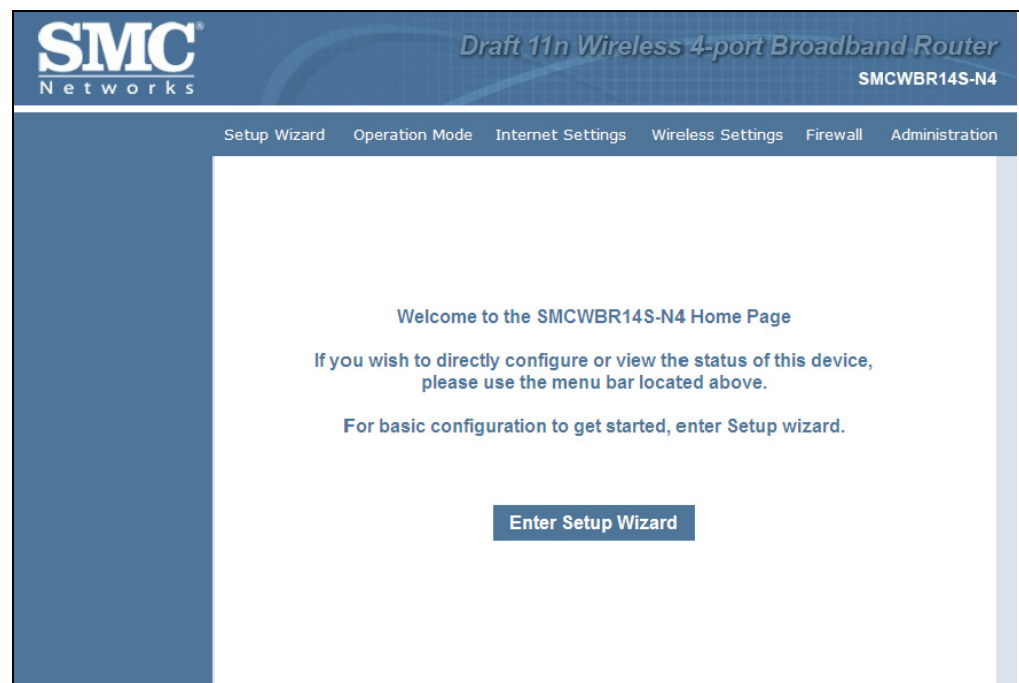 SMC®
Networks
Draft 11n Wireless 4-port Broadband Router
SMCWBR14S-N4
Setup Wizard Operation Mode Internet Settings Wireless Settings Firewall Administration
Welcome to the SMCWBR14S-N4 Home Page
If you wish to directly configure or view the status of this device,
please use the menu bar located above.
For basic configuration to get started, enter Setup wizard.
Enter Setup Wizard